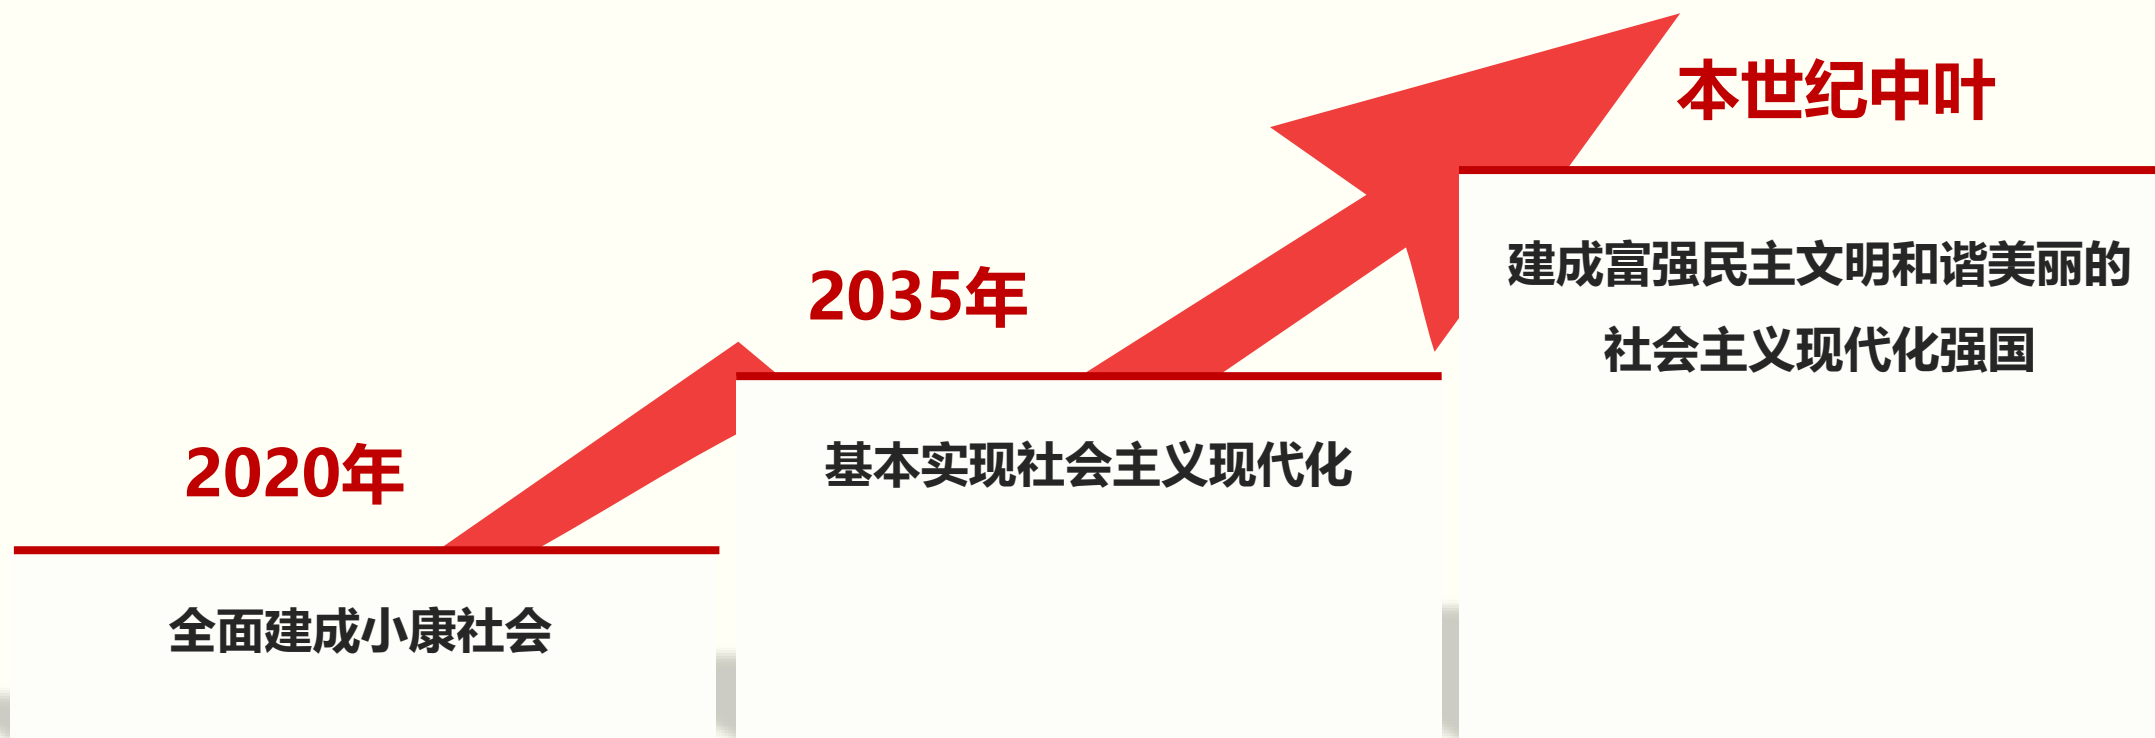 2020年
全面建成小康社会
2035年
基本实现社会主义现代化
本世纪中叶
建成富强民主文明和谐美丽的
社会主义现代化强国